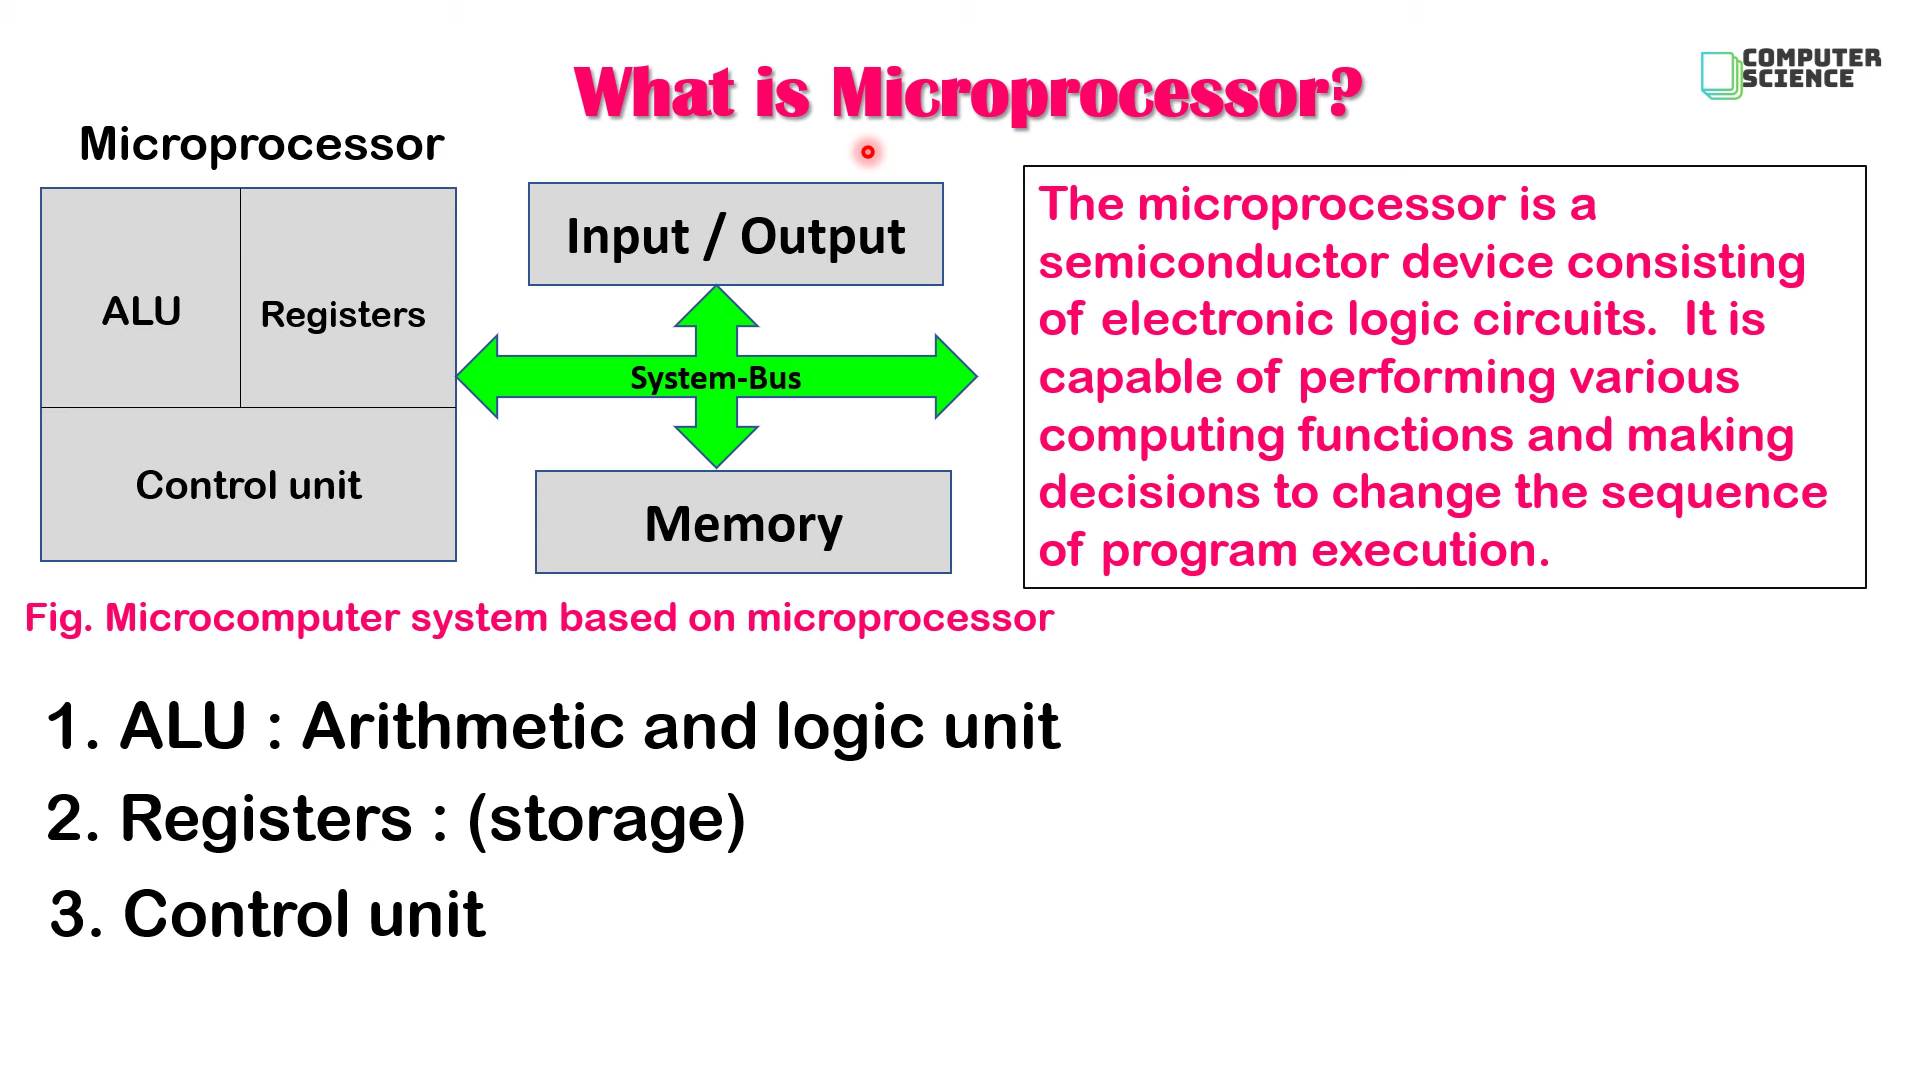 What is Microprocessor?
COMPUTER
SCIENCE
Microprocessor
ALU
Registers
Control unit
Input / Output
System-Bus
Memory
The microprocessor is a
semiconductor device consisting
of electronic logic circuits. It is
capable of performing various
computing functions and making
decisions to change the sequence
of program execution.
Fig. Microcomputer system based on microprocessor
1. ALU : Arithmetic and logic unit
2. Registers : (storage)
3. Control unit